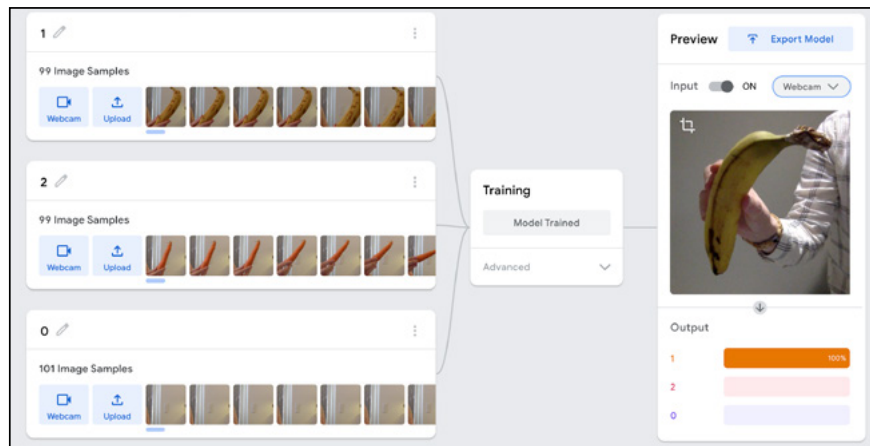 1
99 Image Samples
Webcam
Upload
2
99 Image Samples
Webcam
Upload
0
101 Image Samples
Webcam
Upload
Training
Model Trained
Advanced
Preview
Export Model
Input
ON
Webcam
Output
1
100%
2
0